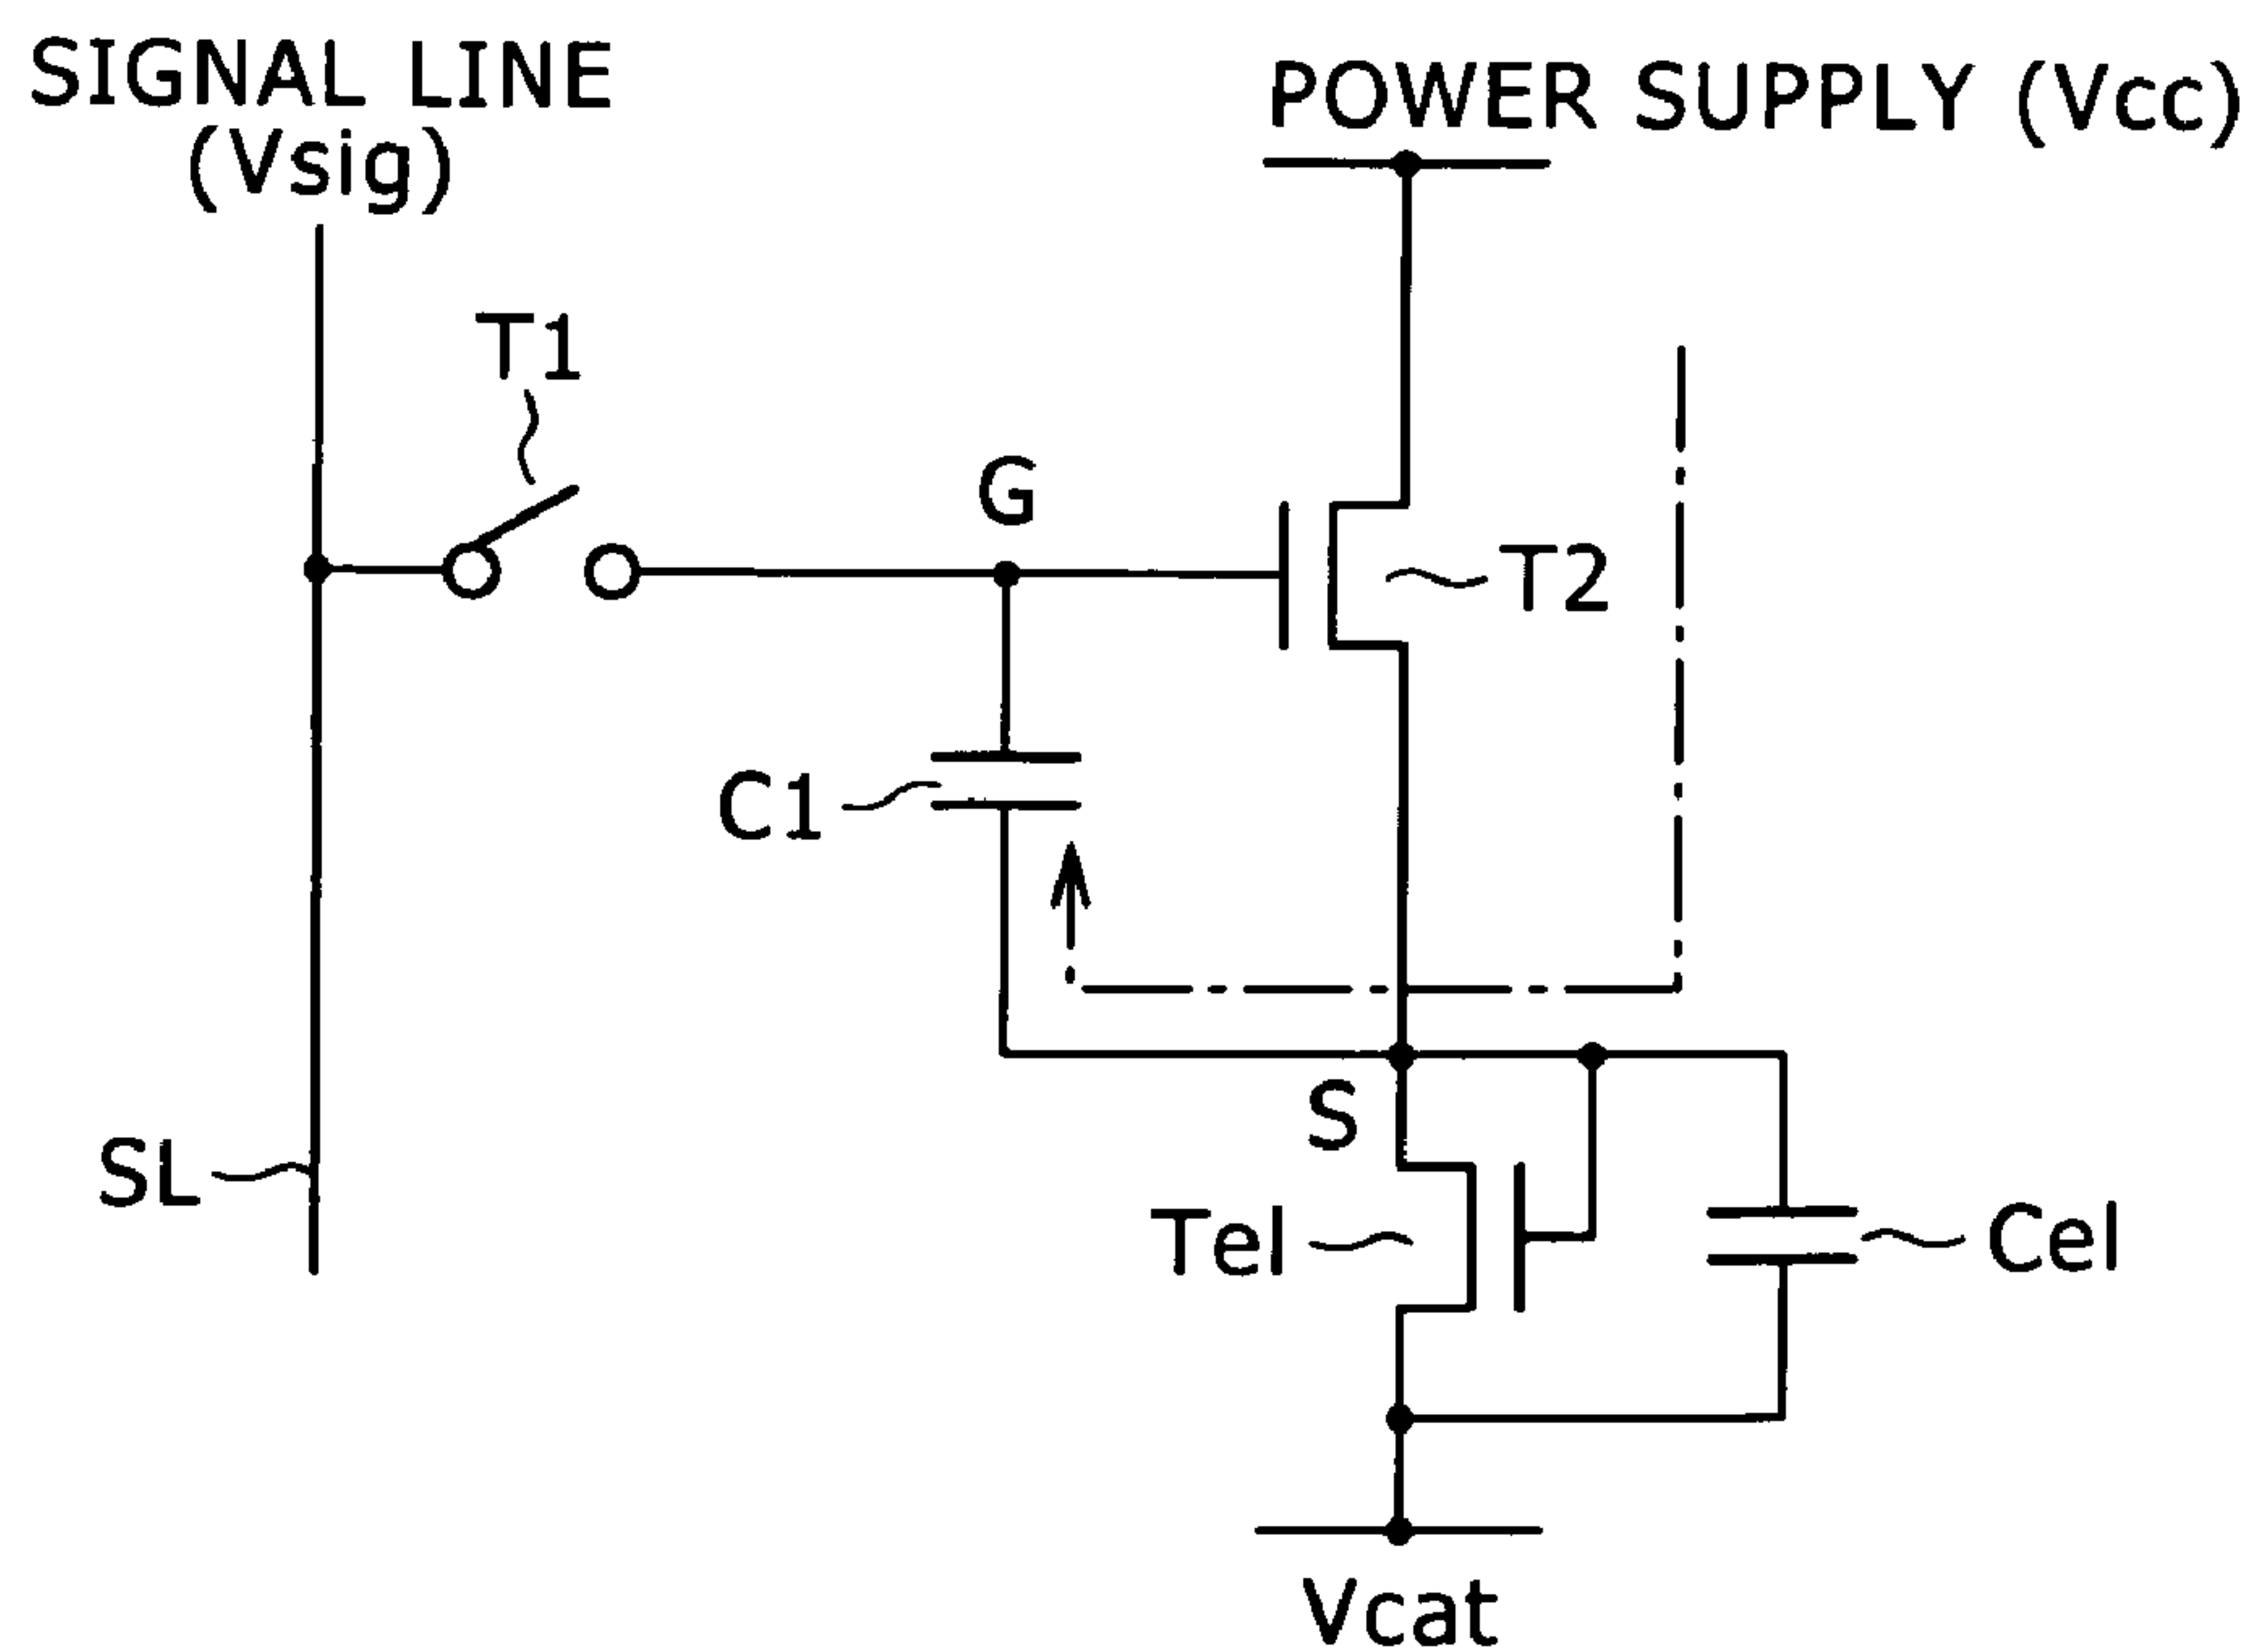 SIGNAL LINE
(Vsig)
POWER SUPPLY (Vcc)
T1
G
T2
C1
S
SL
Tel
Cel
Vcat